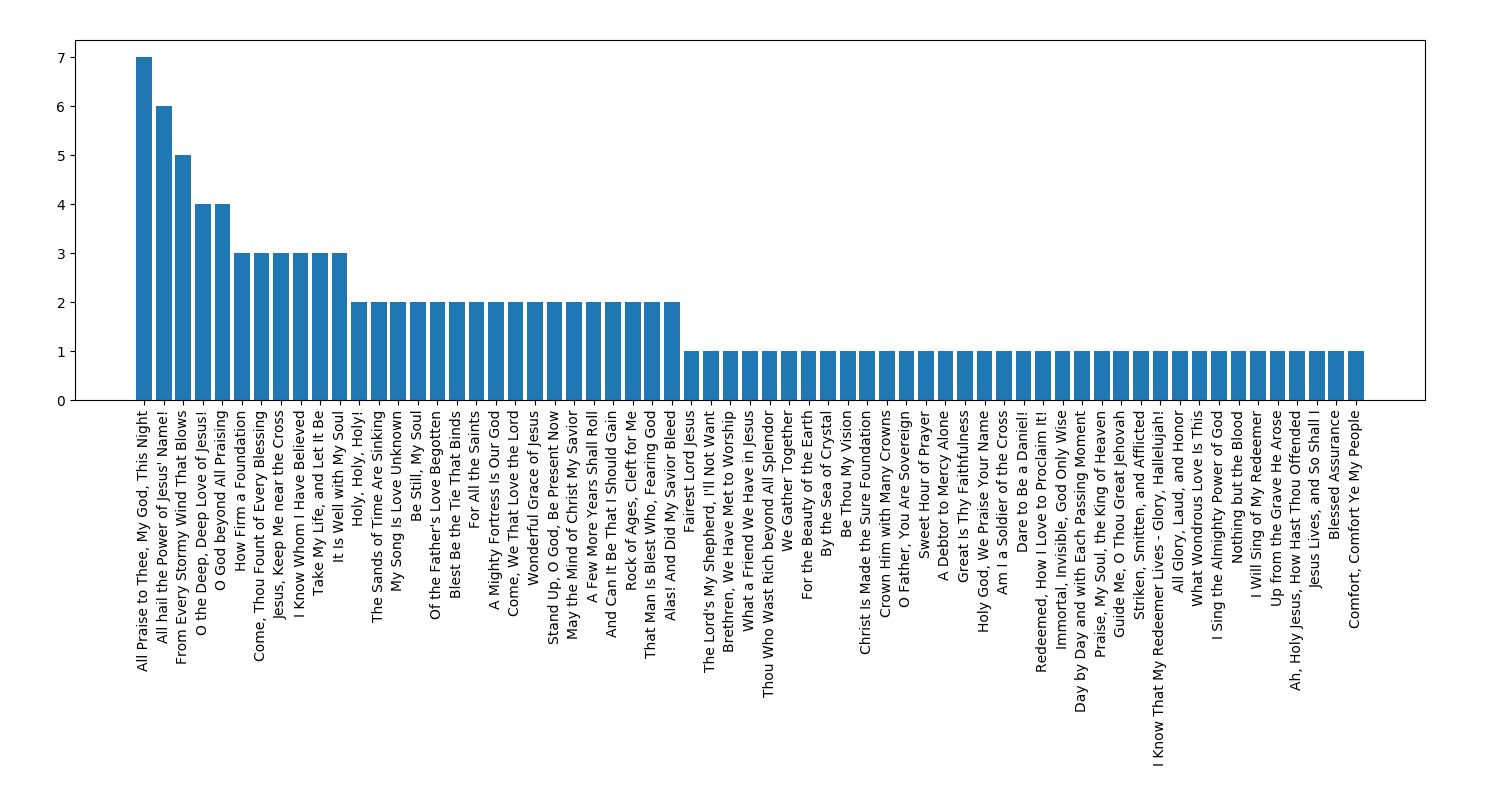 7
6
5
4
3
2
1
0
All Praise to Thee, My God, This Night
All hail the Power of Jesus' Name!
From Every Stormy Wind That Blows
O the Deep, Deep Love of Jesus!
O God beyond All Praising
How Firm a Foundation
Come, Thou Fount of Every Blessing
Jesus, Keep Me near the Cross
I Know Whom I Have Believed
Take My Life, and Let It Be
It Is Well with My Soul
Holy, Holy, Holy!
The Sands of Time Are Sinking
My Song Is Love Unknown
Be Still, My Soul
Of the Father's Love Begotten
Blest Be the Tie That Binds
For All the Saints
A Mighty Fortress Is Our God
Come, We That Love the Lord
Wonderful Grace of Jesus
Stand Up, O God, Be Present Now
May the Mind of Christ My Savior
A Few More Years Shall Roll
And Can It Be That I Should Gain
Rock of Ages, Cleft for Me
That Man Is Blest Who, Fearing God
Alas! And Did My Savior Bleed
Fairest Lord Jesus
The Lord's My Shepherd, I'll Not Want
Brethren, We Have Met to Worship
What a Friend We Have in Jesus
Thou Who Wast Rich beyond All Splendor
We Gather Together
For the Beauty of the Earth
By the Sea of Crystal
Be Thou My Vision
Christ Is Made the Sure Foundation
Crown Him with Many Crowns
O Father, You Are Sovereign
Sweet Hour of Prayer
A Debtor to Mercy Alone
Great Is Thy Faithfulness
Holy God, We Praise Your Name
Am I a Soldier of the Cross
Dare to Be a Daniel!
Redeemed, How I Love to Proclaim It!
Immortal, Invisible, God Only Wise
Day by Day and with Each Passing Moment
Praise, My Soul, the King of Heaven
Guide Me, O Thou Great Jehovah
Striken, Smitten, and Afflicted
I Know That My Redeemer Lives - Glory, Hallelujah!
All Glory, Laud, and Honor
What Wondrous Love Is This
I Sing the Almighty Power of God
Nothing but the Blood
I Will Sing of My Redeemer
Up from the Grave He Arose
Ah, Holy Jesus, How Hast Thou Offended
Jesus Lives, and So Shall I
Blessed Assurance
Comfort, Comfort Ye My People